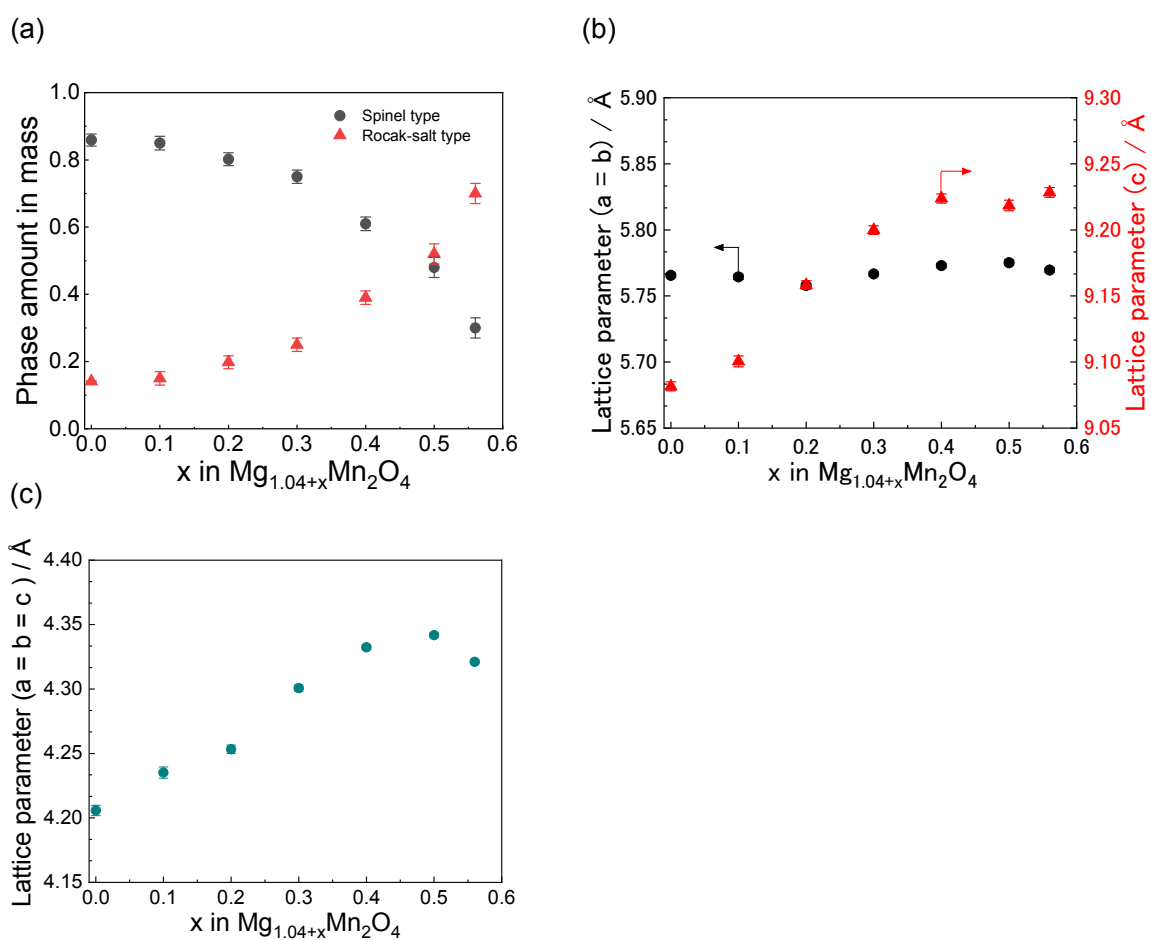 (a)
Phase amount in mass
1.0
0.8
0.6
0.4
0.2
0.0
Spinel type
Rocak-salt type
0.0 0.1 0.2 0.3 0.4 0.5 0.6
x in Mg1.04+xMn2O4
(b)
Lattice parameter (a = b) / Å
5.90
5.85
5.80
5.75
5.70
5.65
9.30
9.25
9.20
9.15
9.10
9.05
Lattice parameter (c) / Å
0.0 0.1 0.2 0.3 0.4 0.5 0.6
x in Mg1.04+xMn2O4
(c)
Lattice parameter (a = b = c ) / Å
4.40
4.35
4.30
4.25
4.20
4.15
0.0 0.1 0.2 0.3 0.4 0.5 0.6
x in Mg1.04+xMn2O4